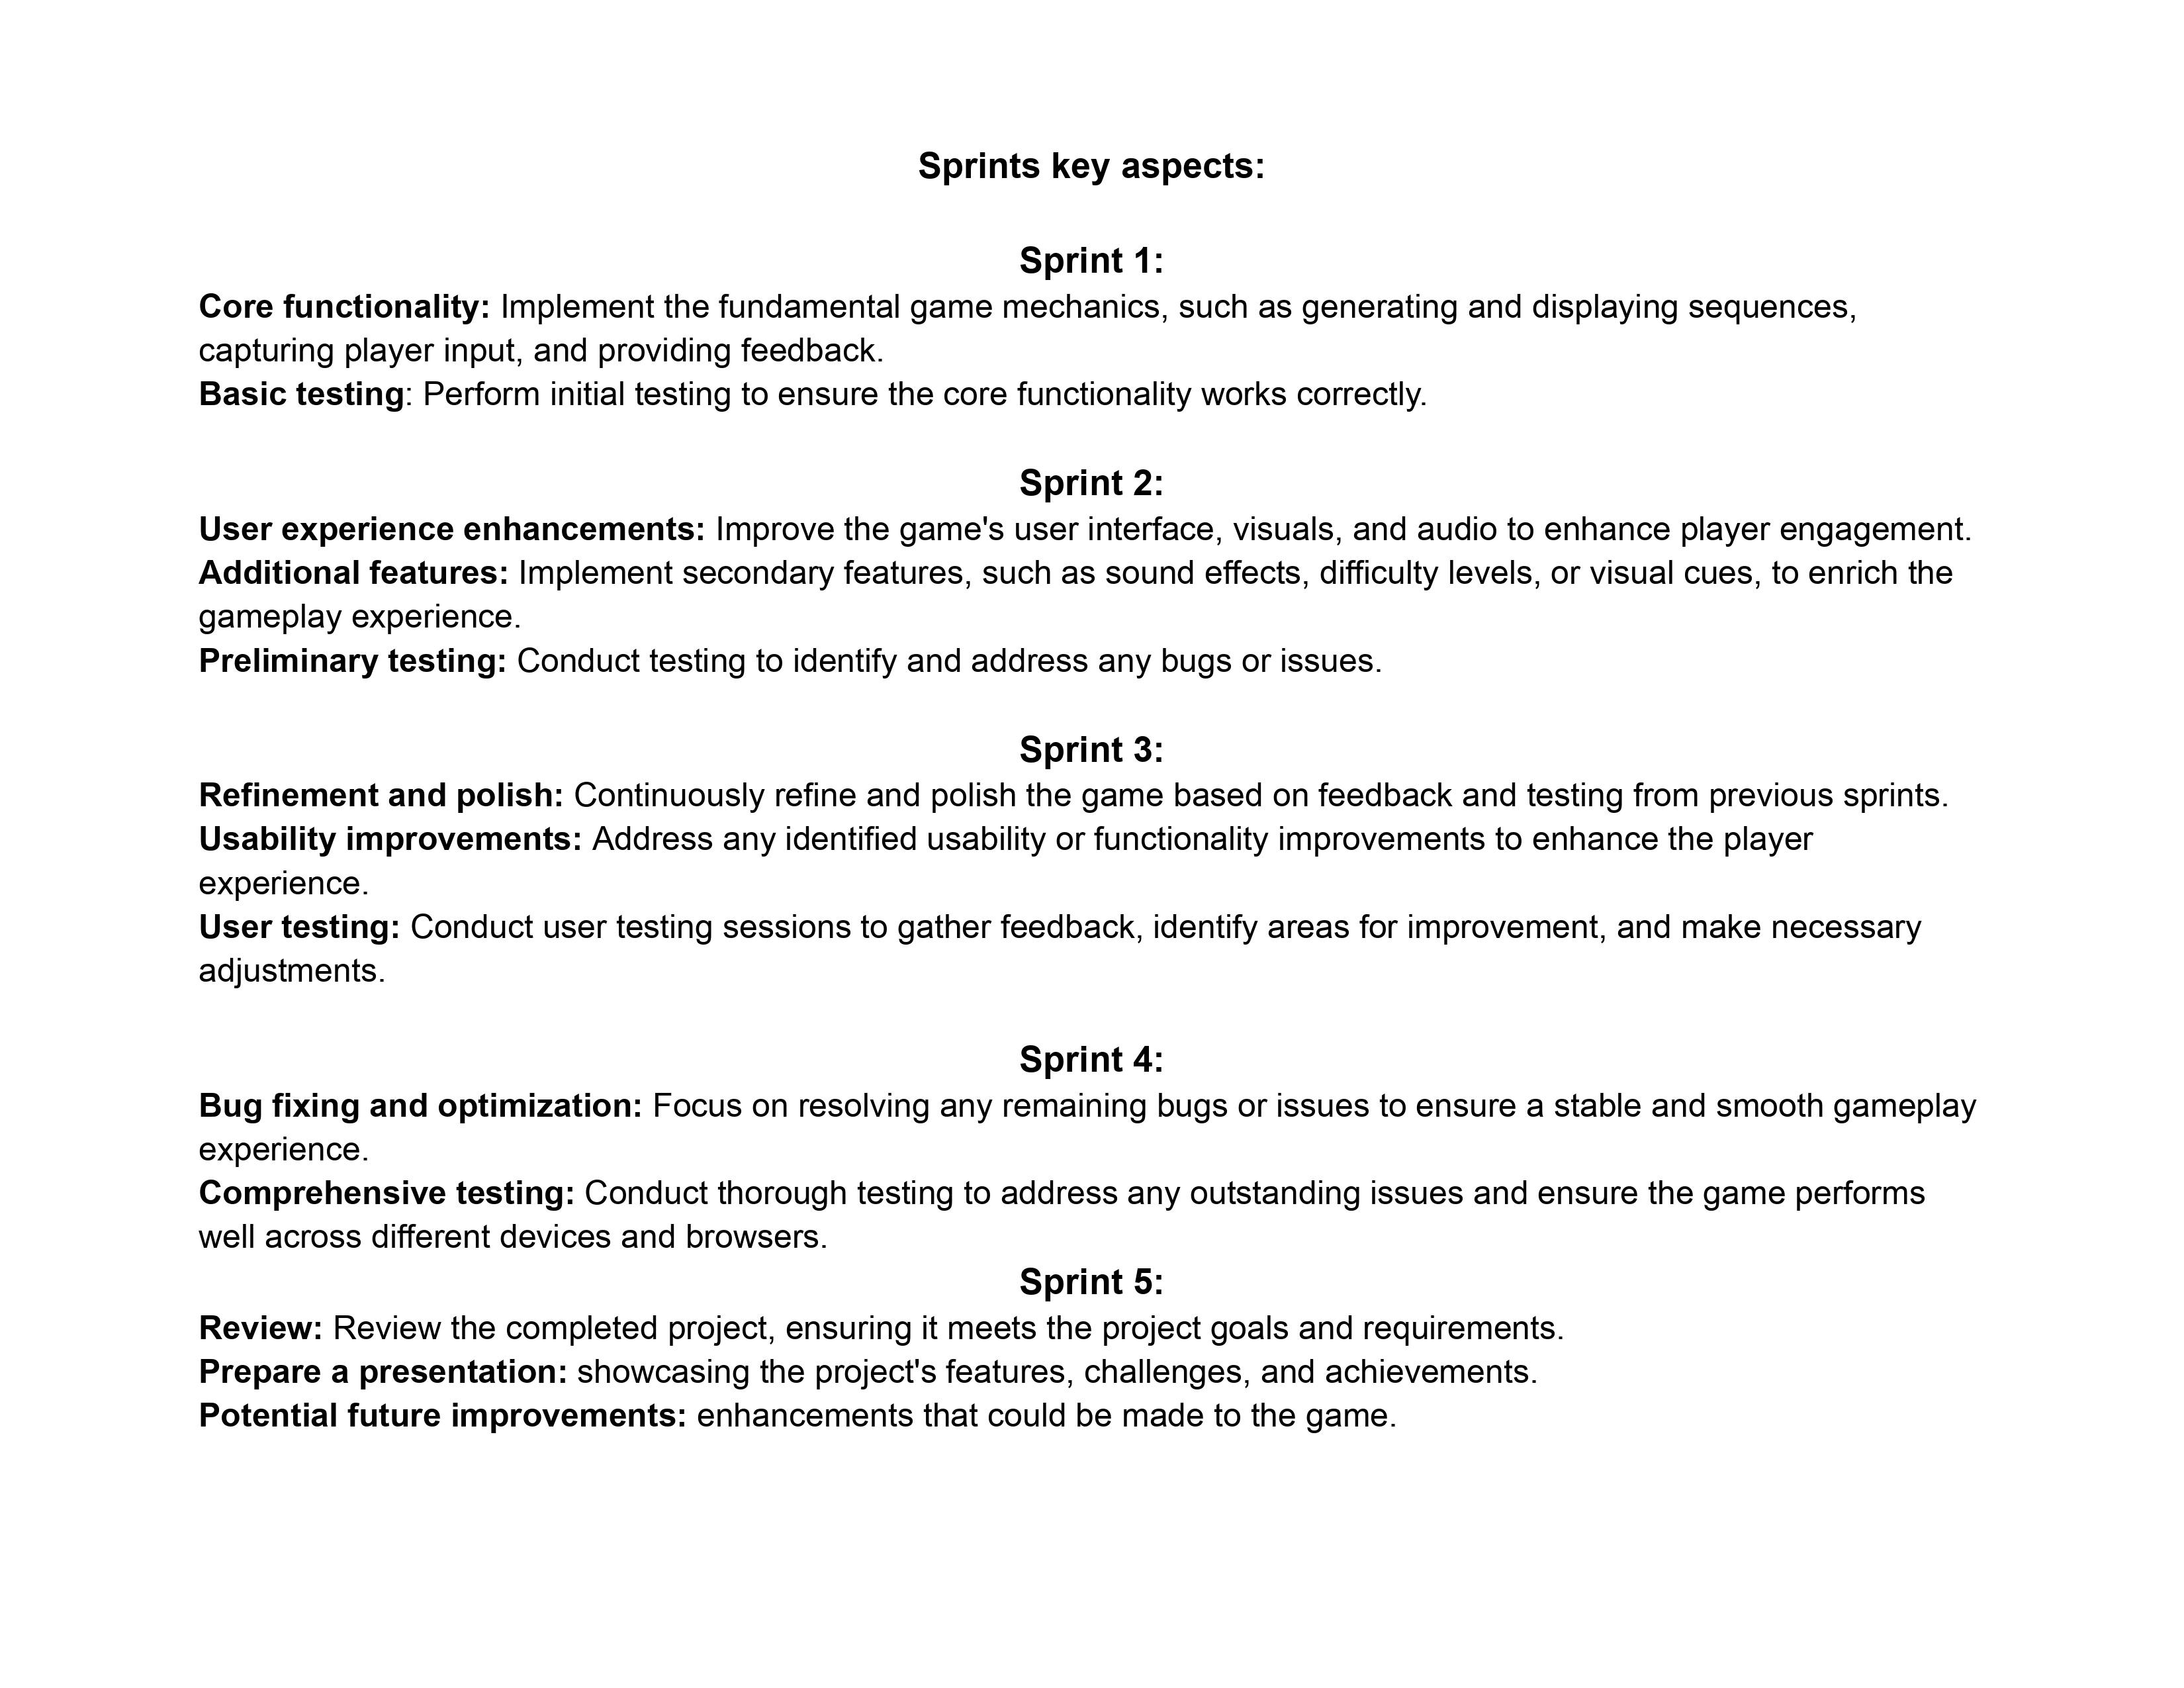 Sprints key aspects:
Sprint 1:
Core functionality: Implement the fundamental game mechanics, such as generating and displaying sequences,
capturing player input, and providing feedback.
Basic testing: Perform initial testing to ensure the core functionality works correctly.
Sprint 2:
User experience enhancements: Improve the game's user interface, visuals, and audio to enhance player engagement.
Additional features: Implement secondary features, such as sound effects, difficulty levels, or visual cues, to enrich the
gameplay experience.
Preliminary testing: Conduct testing to identify and address any bugs or issues.
Sprint 3:
Refinement and polish: Continuously refine and polish the game based on feedback and testing from previous sprints.
Usability improvements: Address any identified usability or functionality improvements to enhance the player
experience.
User testing: Conduct user testing sessions to gather feedback, identify areas for improvement, and make necessary
adjustments.
Sprint 4:
Bug fixing and optimization: Focus on resolving any remaining bugs or issues to ensure a stable and smooth gameplay
experience.
Comprehensive testing: Conduct thorough testing to address any outstanding issues and ensure the game performs
well across different devices and browsers.
Sprint 5:
Review: Review the completed project, ensuring it meets the project goals and requirements.
Prepare a presentation: showcasing the project's features, challenges, and achievements.
Potential future improvements: enhancements that could be made to the game.